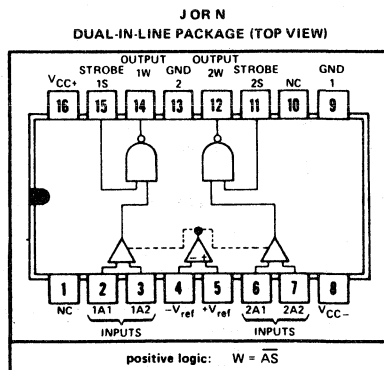 J OR N
DUAL-IN-LINE PACKAGE (TOP VIEW)
VCC+ STROBE 1S OUTPUT 1W GND 2 OUTPUT 2W STROBE 2S NC GND 1
16 15 14 13 12 11 10 9
− +
1 2 3 4 5 6 7 8
NC 1A1 1A2 −Vref +Vref 2A1 2A2 VCC−
INPUTS INPUTS
positive logic: W = A̅S̅